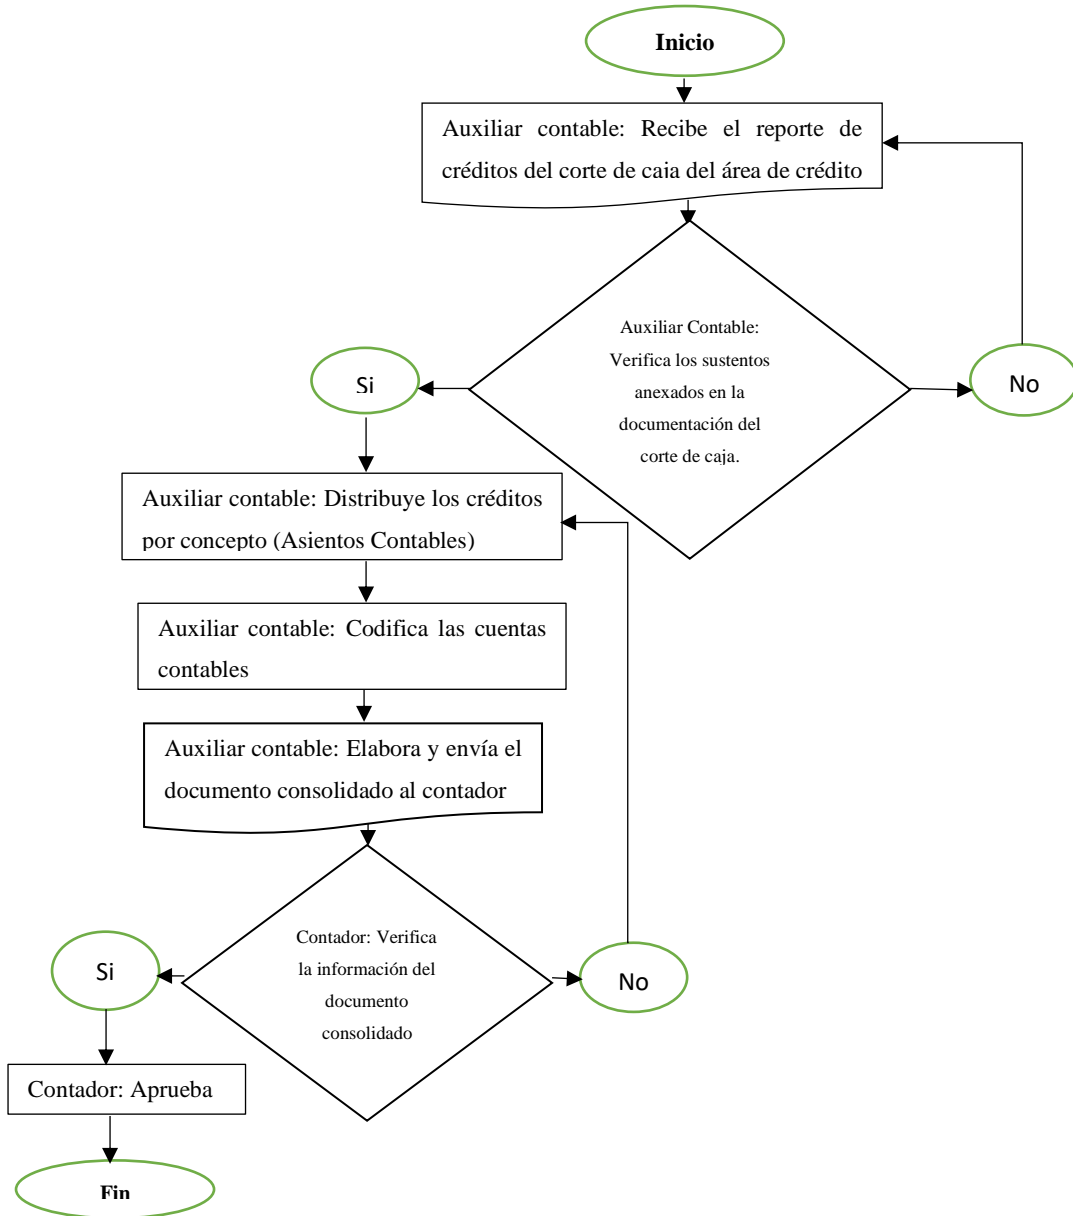 Inicio
Auxiliar contable: Recibe el reporte de
créditos del corte de caja del área de crédito
Auxiliar Contable:
Verifica los sustentos
anexados en la
documentación del
corte de caja.
Si
No
Auxiliar contable: Distribuye los créditos
por concepto (Asientos Contables)
Auxiliar contable: Codifica las cuentas
contables
Auxiliar contable: Elabora y envía el
documento consolidado al contador
Contador: Verifica
la información del
documento
consolidado
Si
No
Contador: Aprueba
Fin